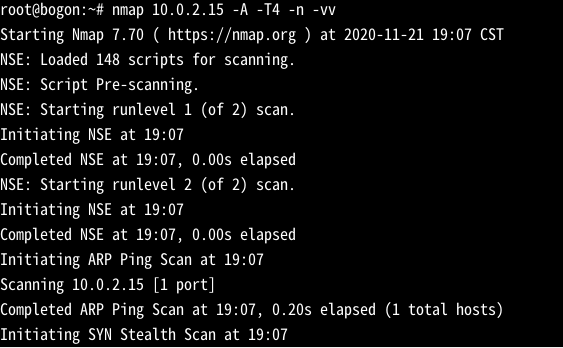 root@bogon:~# nmap 10.0.2.15 -A -T4 -n -vv
Starting Nmap 7.70 ( https://nmap.org ) at 2020-11-21 19:07 CST
NSE: Loaded 148 scripts for scanning.
NSE: Script Pre-scanning.
NSE: Starting runlevel 1 (of 2) scan.
Initiating NSE at 19:07
Completed NSE at 19:07, 0.00s elapsed
NSE: Starting runlevel 2 (of 2) scan.
Initiating NSE at 19:07
Completed NSE at 19:07, 0.00s elapsed
Initiating ARP Ping Scan at 19:07
Scanning 10.0.2.15 [1 port]
Completed ARP Ping Scan at 19:07, 0.20s elapsed (1 total hosts)
Initiating SYN Stealth Scan at 19:07